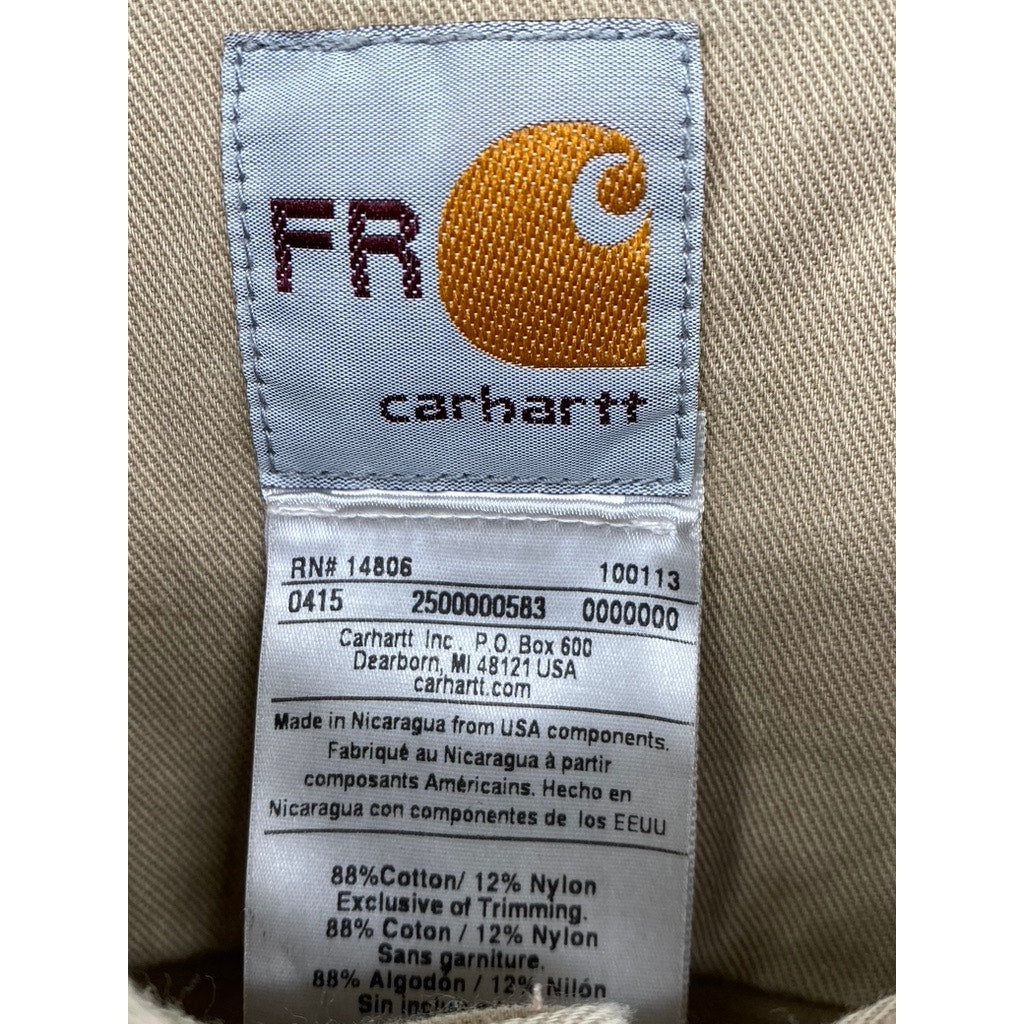 FR
carhartt
RN# 14806 100113
0415 2500000583 0000000
Carhartt Inc. P.O. Box 600
Dearborn, MI 48121 USA
carhartt.com
Made in Nicaragua from USA components.
Fabriqué au Nicaragua à partir
composants Américains. Hecho en
Nicaragua con componentes de los EEUU
88%Cotton/ 12% Nylon
Exclusive of Trimming.
88% Coton / 12% Nylon
Sans garniture.
88% Algodón / 12% Nilón
Sin